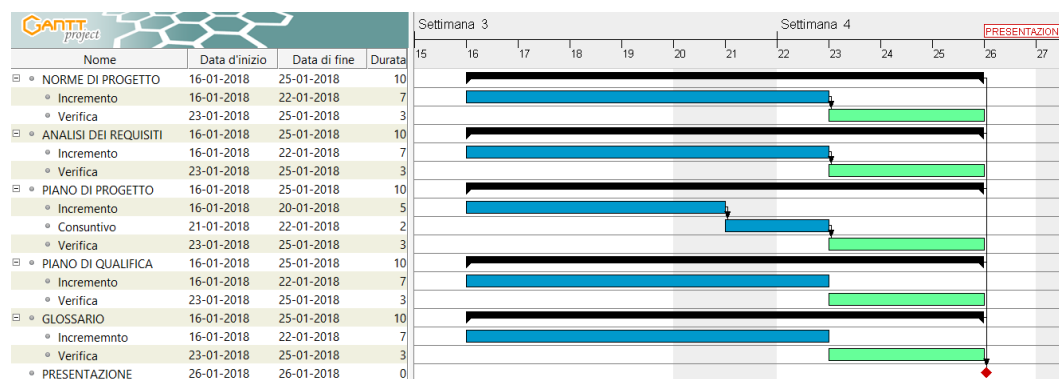 GANTT
project
Settimana 3 Settimana 4
PRESENTAZION
15 16 17 18 19 20 21 22 23 24 25 26 27
Nome Data d'inizio Data di fine Durata
NORME DI PROGETTO 16-01-2018 25-01-2018 10
Incremento 16-01-2018 22-01-2018 7
Verifica 23-01-2018 25-01-2018 3
ANALISI DEI REQUISITI 16-01-2018 25-01-2018 10
Incremento 16-01-2018 22-01-2018 7
Verifica 23-01-2018 25-01-2018 3
PIANO DI PROGETTO 16-01-2018 25-01-2018 10
Incremento 16-01-2018 20-01-2018 5
Consuntivo 21-01-2018 22-01-2018 2
Verifica 23-01-2018 25-01-2018 3
PIANO DI QUALIFICA 16-01-2018 25-01-2018 10
Incremento 16-01-2018 22-01-2018 7
Verifica 23-01-2018 25-01-2018 3
GLOSSARIO 16-01-2018 25-01-2018 10
Incrememnto 16-01-2018 22-01-2018 7
Verifica 23-01-2018 25-01-2018 3
PRESENTAZIONE 26-01-2018 26-01-2018 0